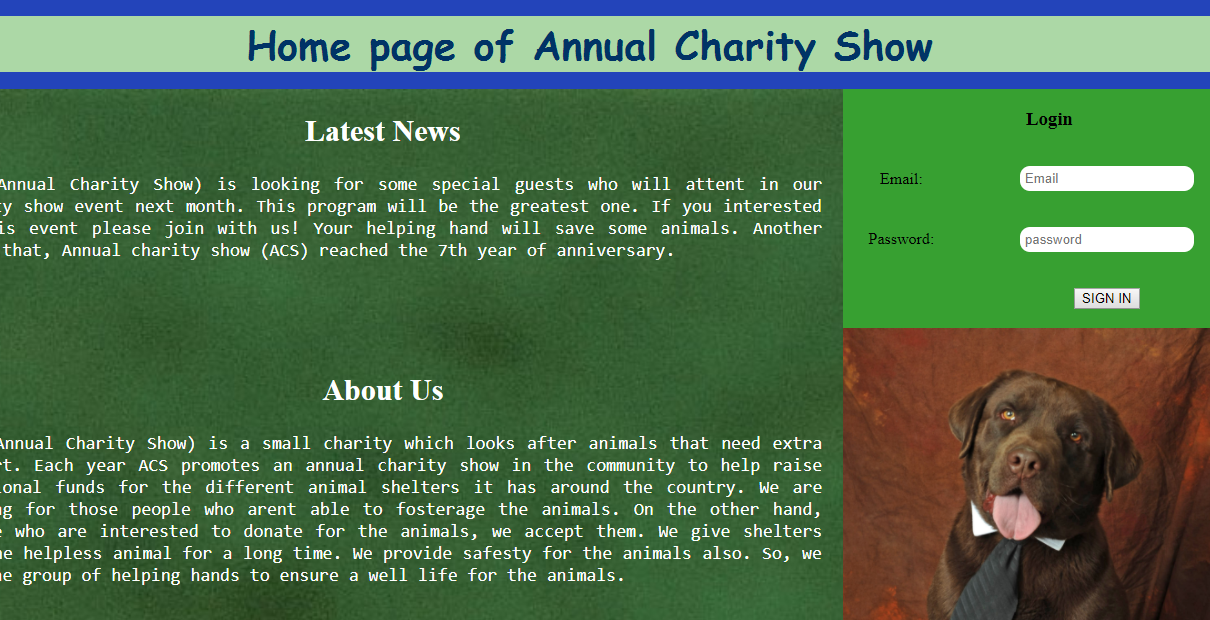 Home page of Annual Charity Show
Latest News
Annual Charity Show) is looking for some special guests who will attent in our
show event next month. This program will be the greatest one. If you interested
event please join with us! Your helping hand will save some animals. Another
that, Annual charity show (ACS) reached the 7th year of anniversary.
About Us
Annual Charity Show) is a small charity which looks after animals that need extra
Each year ACS promotes an annual charity show in the community to help raise
funds for the different animal shelters it has around the country. We are
for those people who arent able to fosterage the animals. On the other hand,
who are interested to donate for the animals, we accept them. We give shelters
helpless animal for a long time. We provide safesty for the animals also. So, we
group of helping hands to ensure a well life for the animals.
Login
Email: Email
Password: password
SIGN IN